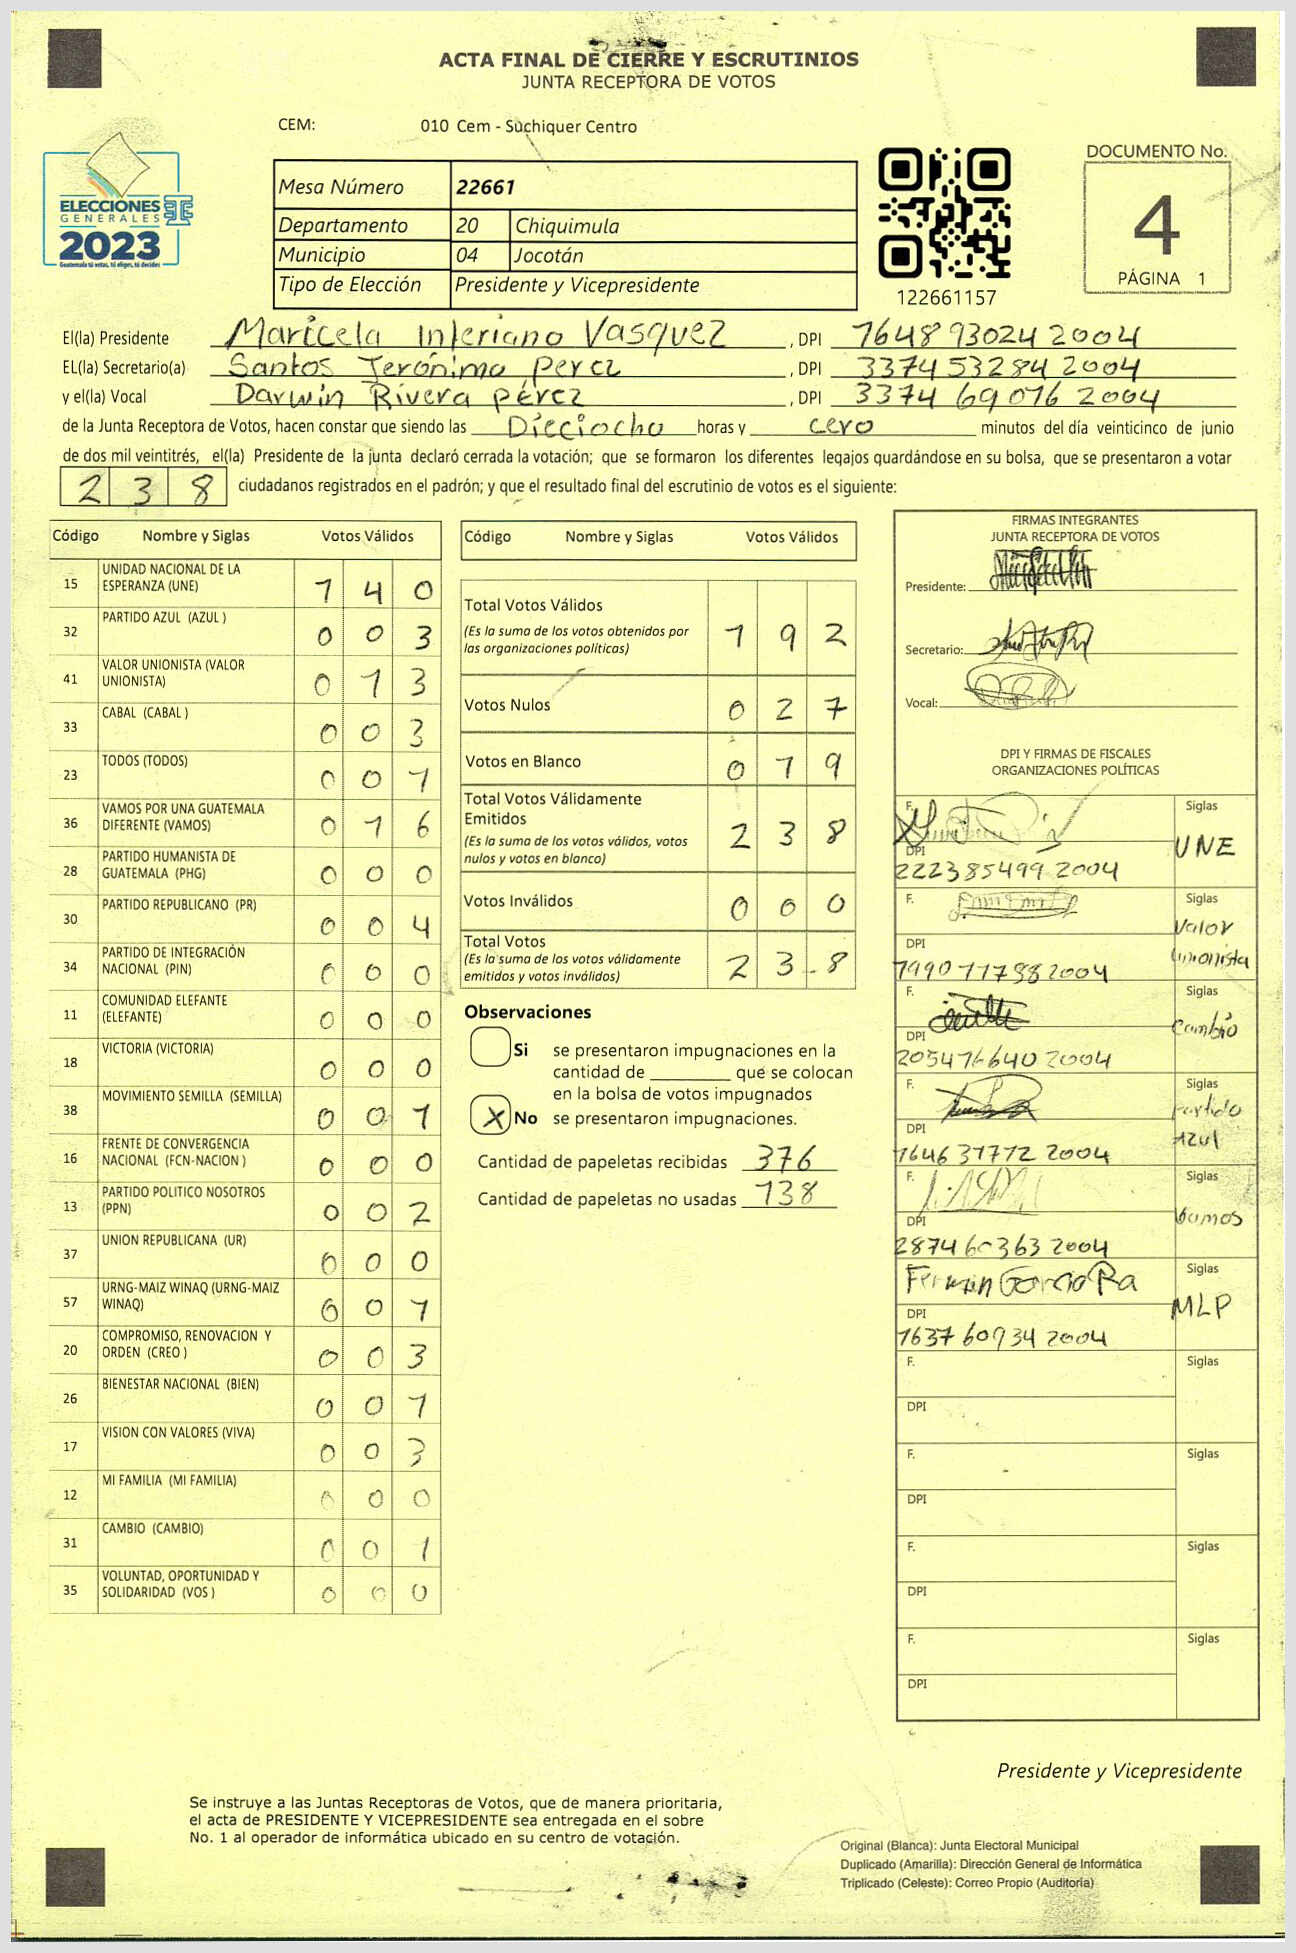 ACTA FINAL DE CIERRE Y ESCRUTINIOS
JUNTA RECEPTORA DE VOTOS
CEM: 010 Cem - Suchiquer Centro
ELECCIONES
GENERALES
2023
Guatemala tú votas, tú eliges, tú decides
Mesa Número 22661
Departamento 20 Chiquimula
Municipio 04 Jocotán
Tipo de Elección Presidente y Vicepresidente
122661157
DOCUMENTO No.
4
PÁGINA 1
El(la) Presidente Maricela Interiano Vasquez, DPI 1648 93024 2004
EL(la) Secretario(a) Santos Jerónimo Perez, DPI 3374 53284 2004
y el(la) Vocal Darwin Rivera pérez, DPI 3374 69076 2004
de la Junta Receptora de Votos, hacen constar que siendo las Dieciocho horas y cero minutos del día veinticinco de junio
de dos mil veintitrés, el(la) Presidente de la junta declaró cerrada la votación; que se formaron los diferentes legajos guardándose en su bolsa, que se presentaron a votar
238 ciudadanos registrados en el padrón; y que el resultado final del escrutinio de votos es el siguiente:
Código Nombre y Siglas Votos Válidos
15 UNIDAD NACIONAL DE LA ESPERANZA (UNE) 1 4 0
32 PARTIDO AZUL (AZUL ) 0 0 3
41 VALOR UNIONISTA (VALOR UNIONISTA) 0 1 3
33 CABAL (CABAL ) 0 0 3
23 TODOS (TODOS) 0 0 1
36 VAMOS POR UNA GUATEMALA DIFERENTE (VAMOS) 0 1 6
28 PARTIDO HUMANISTA DE GUATEMALA (PHG) 0 0 0
30 PARTIDO REPUBLICANO (PR) 0 0 4
34 PARTIDO DE INTEGRACIÓN NACIONAL (PIN) 0 0 0
11 COMUNIDAD ELEFANTE (ELEFANTE) 0 0 0
18 VICTORIA (VICTORIA) 0 0 0
38 MOVIMIENTO SEMILLA (SEMILLA) 0 0 1
16 FRENTE DE CONVERGENCIA NACIONAL (FCN-NACION ) 0 0 0
13 PARTIDO POLITICO NOSOTROS (PPN) 0 0 2
37 UNION REPUBLICANA (UR) 0 0 0
57 URNG-MAIZ WINAQ (URNG-MAIZ WINAQ) 0 0 1
20 COMPROMISO, RENOVACION Y ORDEN (CREO ) 0 0 3
26 BIENESTAR NACIONAL (BIEN) 0 0 1
17 VISION CON VALORES (VIVA) 0 0 3
12 MI FAMILIA (MI FAMILIA) 0 0 0
31 CAMBIO (CAMBIO) 0 0 1
35 VOLUNTAD, OPORTUNIDAD Y SOLIDARIDAD (VOS ) 0 0 0
Código Nombre y Siglas Votos Válidos
Total Votos Válidos 1 9 2
(Es la suma de los votos obtenidos por
las organizaciones politicas)
Votos Nulos 0 2 7
Votos en Blanco 0 1 9
Total Votos Válidamente
Emitidos 2 3 8
(Es la suma de los votos válidos, votos
nulos y votos en blanco)
Votos Inválidos 0 0 0
Total Votos 2 3 8
(Es la suma de los votos válidamente
emitidos y votos inválidos)
Observaciones
Si se presentaron impugnaciones en la
cantidad de ________ que se colocan
en la bolsa de votos impugnados
X No se presentaron impugnaciones.
Cantidad de papeletas recibidas 376
Cantidad de papeletas no usadas 138
FIRMAS INTEGRANTES
JUNTA RECEPTORA DE VOTOS
Presidente:
Secretario:
Vocal:
DPI Y FIRMAS DE FISCALES
ORGANIZACIONES POLÍTICAS
F. Siglas
UNE
DPI
222385499 2004
F. Siglas
Valor
Unionista
DPI
1990 11788 2004
F. Siglas
Cambio
DPI
205476640 2004
F. Siglas
Partido
Azul
DPI
1646 31772 2004
F. Siglas
Vamos
DPI
2874 60363 2004
Fermin Garcia Ra
Siglas
MLP
DPI
1637 60934 2004
F. Siglas
DPI
F. Siglas
DPI
F. Siglas
DPI
F. Siglas
DPI
Presidente y Vicepresidente
Se instruye a las Juntas Receptoras de Votos, que de manera prioritaria,
el acta de PRESIDENTE Y VICEPRESIDENTE sea entregada en el sobre
No. 1 al operador de informática ubicado en su centro de votación.
Original (Blanca): Junta Electoral Municipal
Duplicado (Amarilla): Dirección General de Informática
Triplicado (Celeste): Correo Propio (Auditoría)